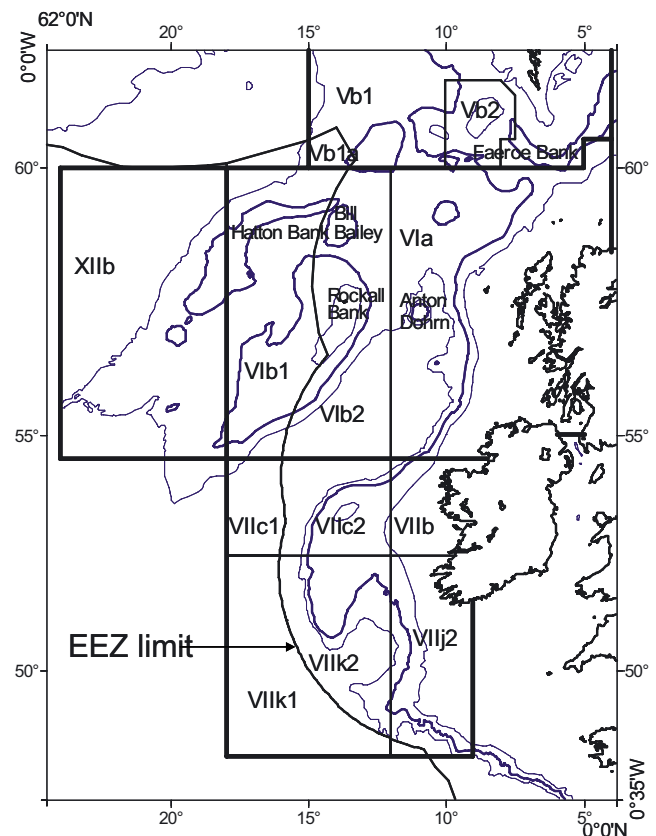 62°0'N
0°0'W
20°
15°
10°
5°
Vb1
Vb2
Vb1a
Faeroe Bank
60°
60°
Bill
Hatton Bank Bailey
VIa
XIIb
Rockall
Bank
Anton
Dohrn
VIb1
VIb2
55°
55°
VIIc1
VIIc2
VIIb
EEZ limit
VIIj2
VIIk2
50°
50°
VIIk1
20°
15°
10°
5°
0°35'W
0°0'N